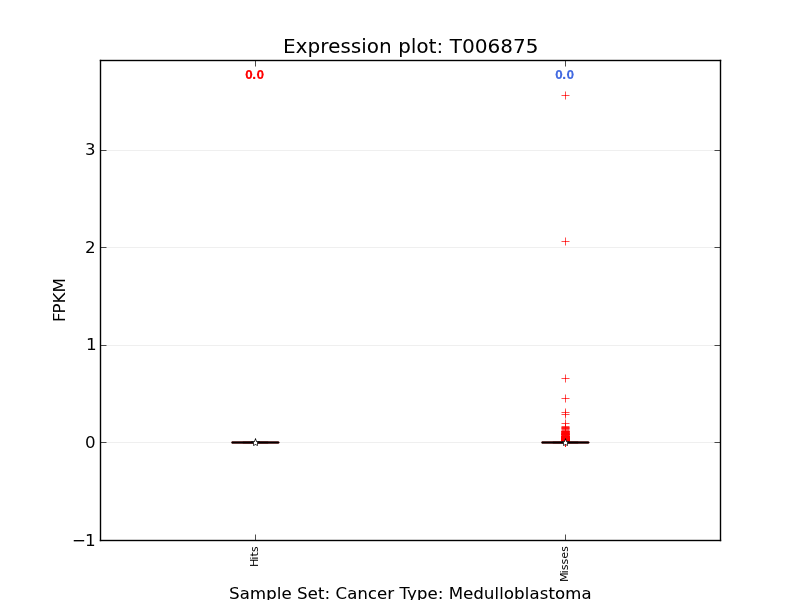 Expression plot: T006875
0.0
0.0
3
2
1
0
−1
FPKM
Hits
Misses
Sample Set: Cancer Type: Medulloblastoma